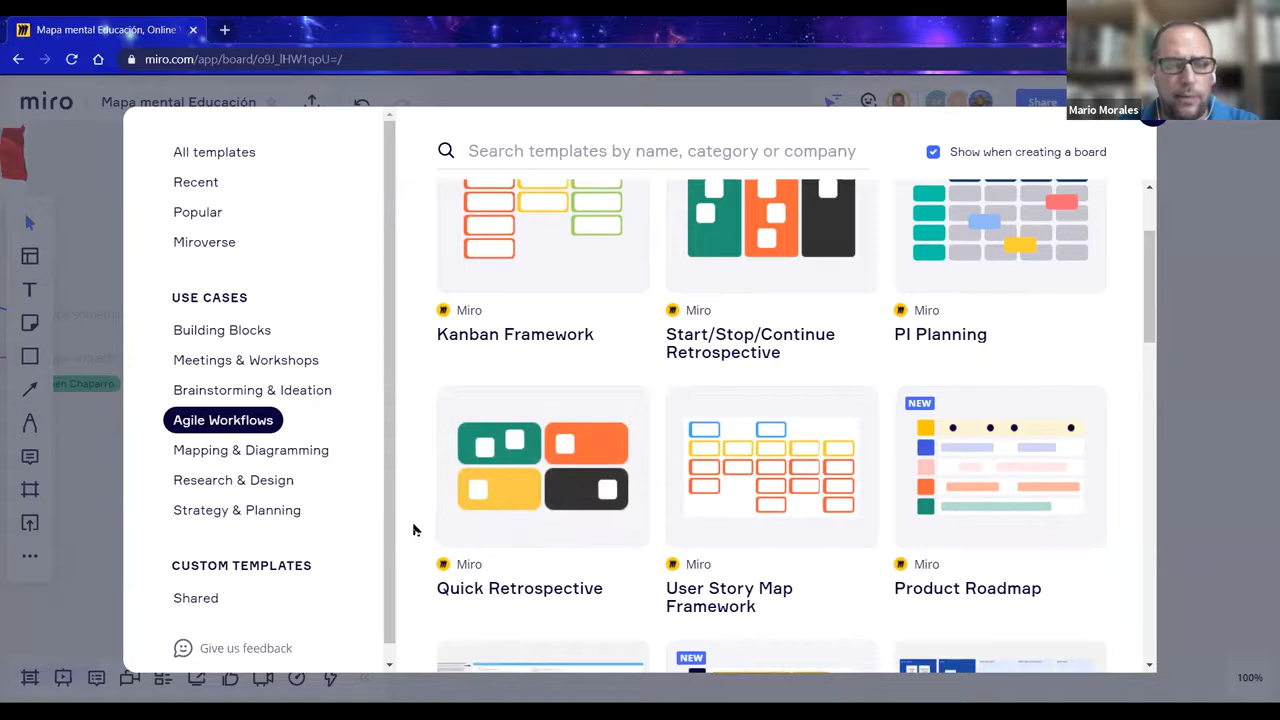 Mapa mental Educación, Online
miro.com/app/board/o9J_lHW1qoU=/
Mario Morales
miro
Mapa mental Educación
Share
All templates
Recent
Popular
Miroverse
USE CASES
Building Blocks
Meetings & Workshops
Brainstorming & Ideation
Agile Workflows
Mapping & Diagramming
Research & Design
Strategy & Planning
CUSTOM TEMPLATES
Shared
Give us feedback
Search templates by name, category or company
Show when creating a board
Miro
Kanban Framework
Miro
Start/Stop/Continue
Retrospective
Miro
PI Planning
Miro
Quick Retrospective
Miro
User Story Map
Framework
NEW
Miro
Product Roadmap
NEW
Chaparro
100%